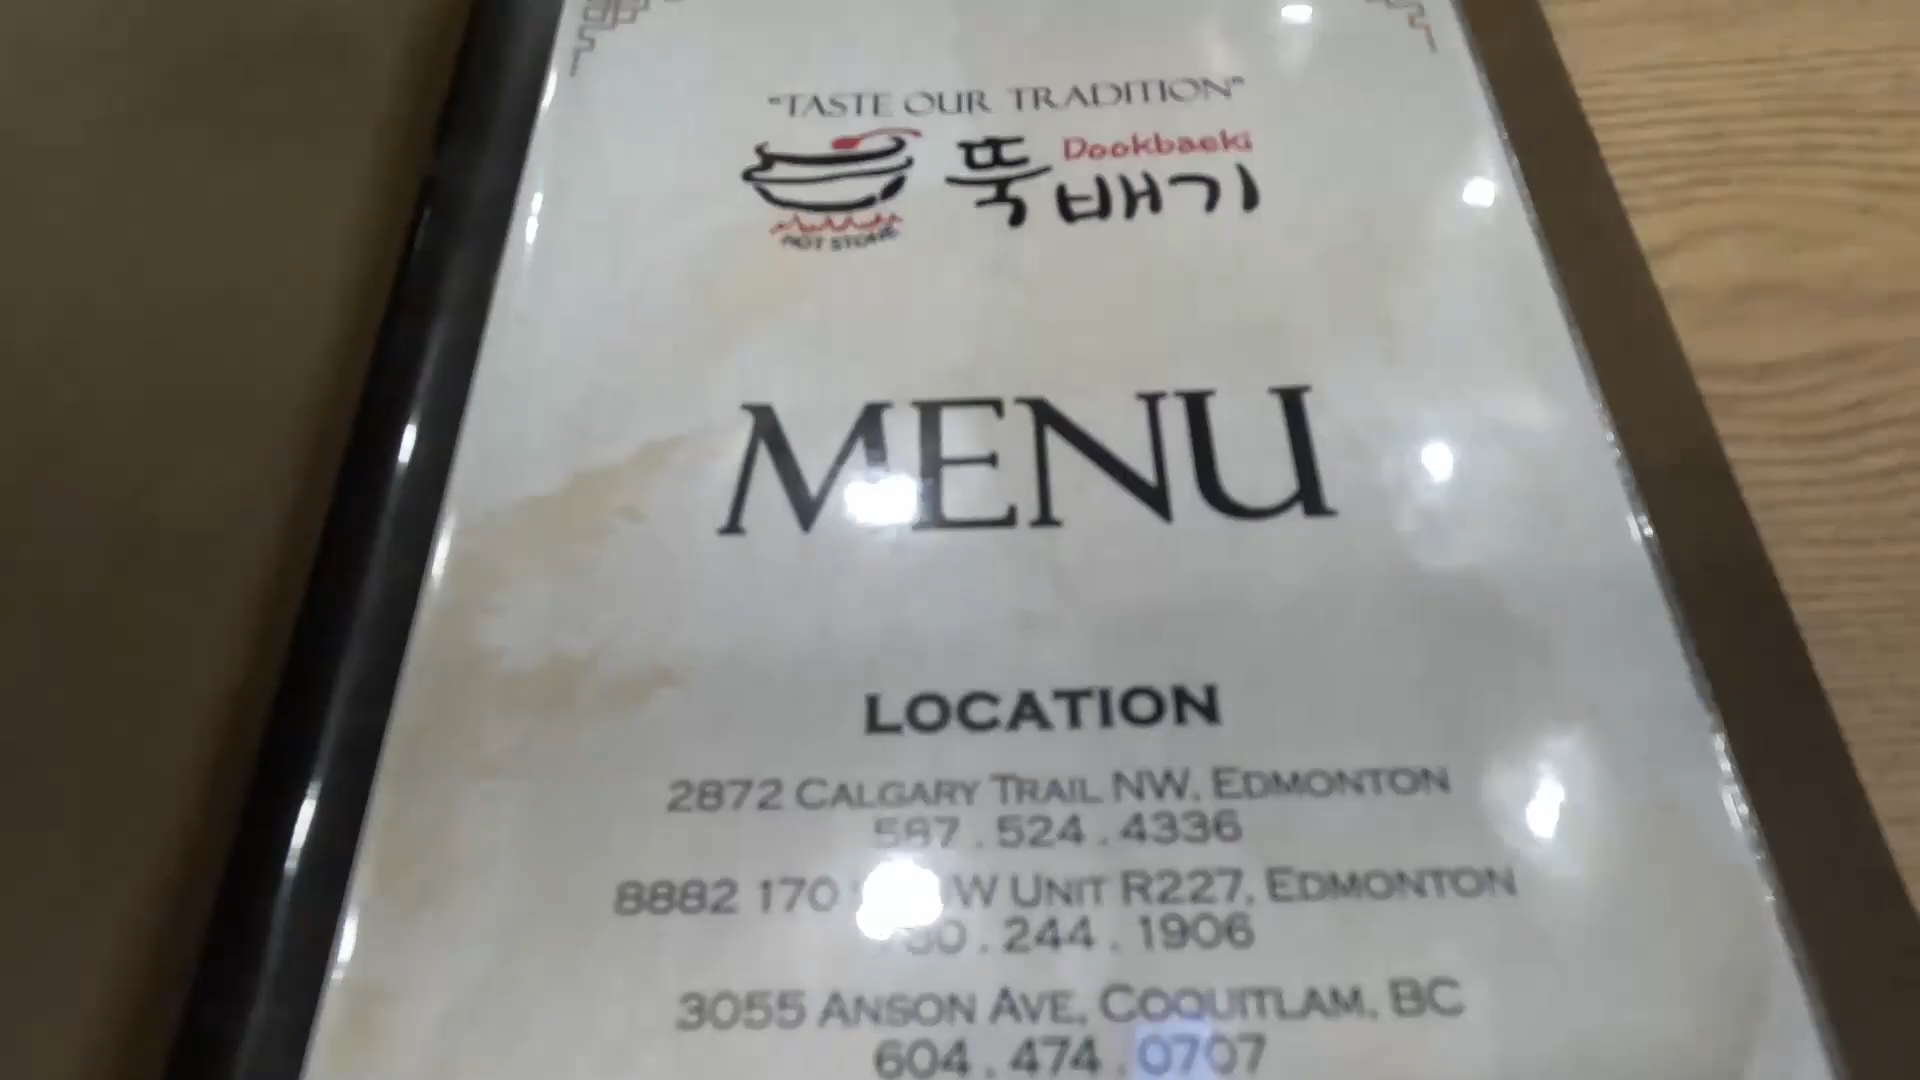 "TASTE OUR TRADITION"
Dookbaeki
뚝배기
HOT STONE
MENU
LOCATION
2872 CALGARY TRAIL NW, EDMONTON
587 . 524 . 4336
8882 170 W UNIT R227, EDMONTON
80 . 244 . 1906
3055 ANSON AVE, COQUITLAM, BC
604 . 474 . 0707